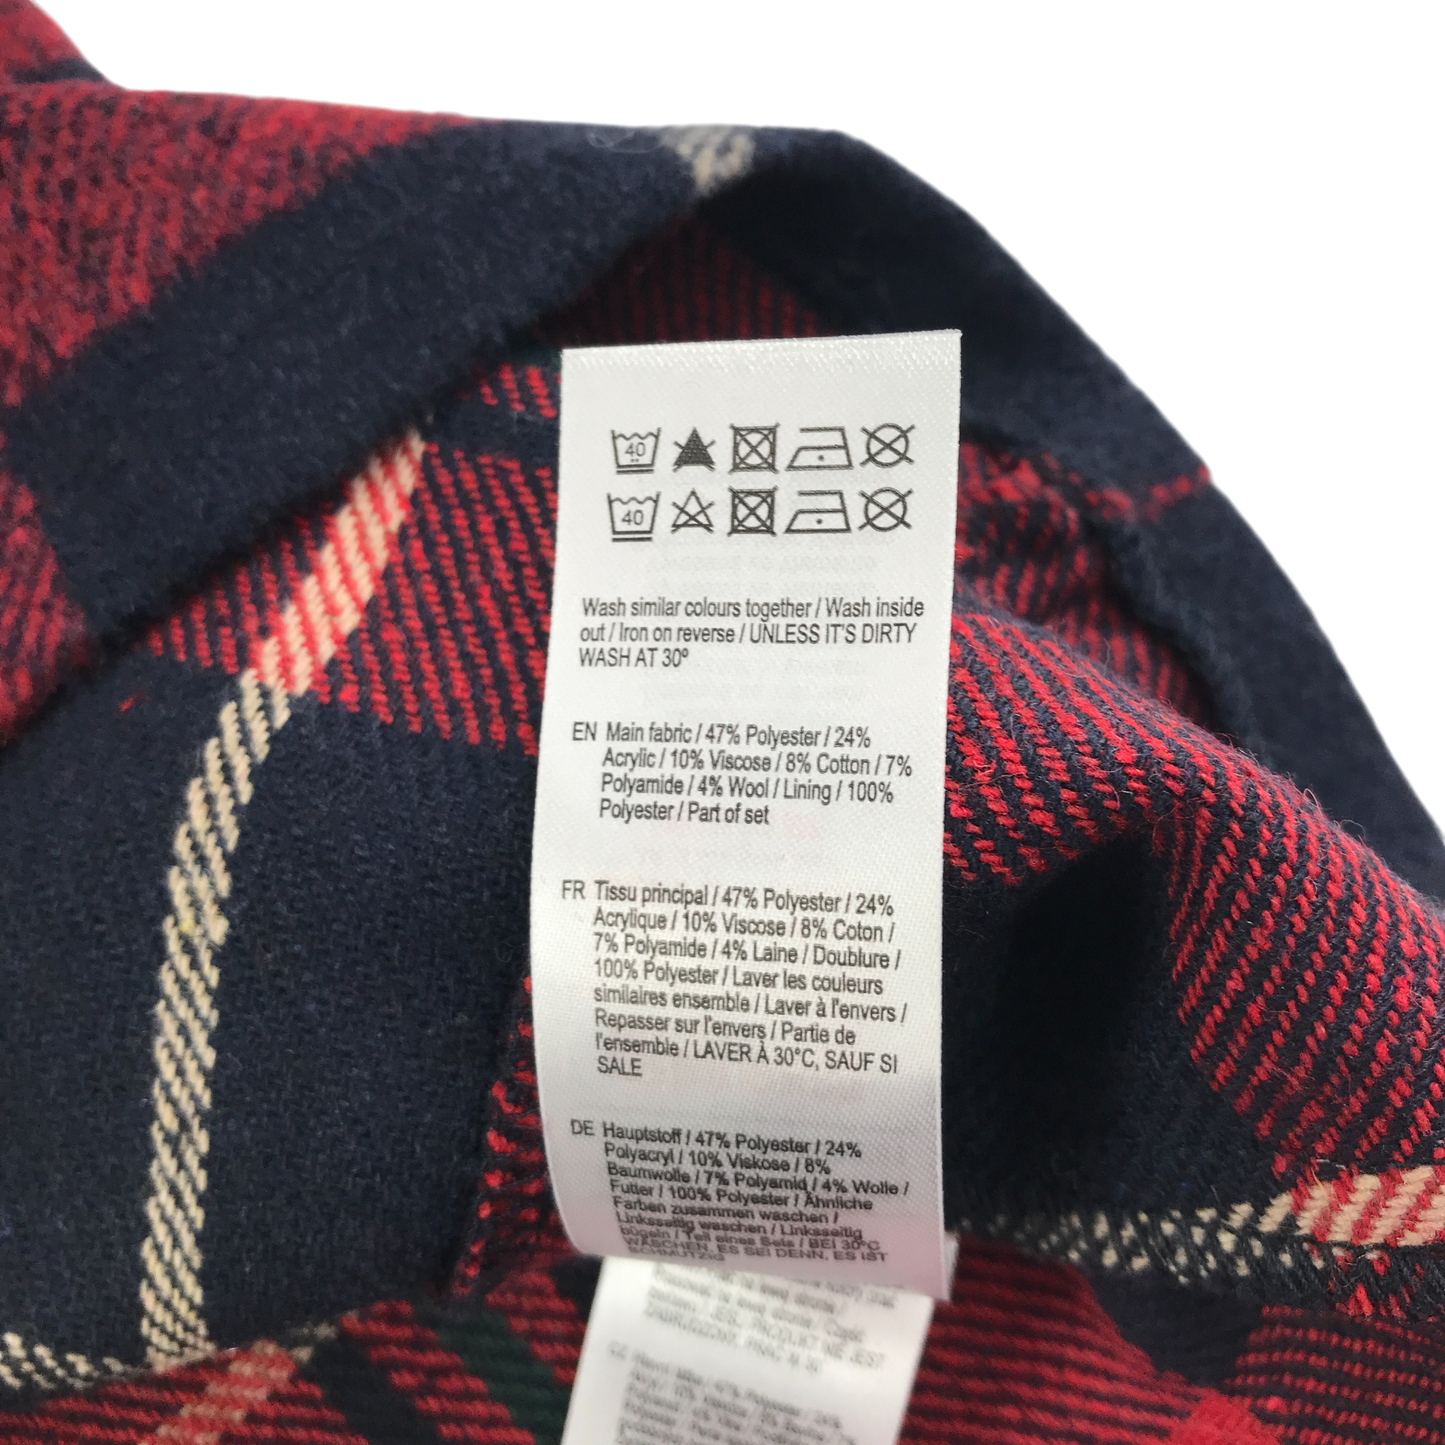 40
40
Wash similar colours together / Wash inside
out / Iron on reverse / UNLESS IT'S DIRTY
WASH AT 30º
EN Main fabric / 47% Polyester / 24%
Acrylic / 10% Viscose / 8% Cotton / 7%
Polyamide / 4% Wool / Lining / 100%
Polyester / Part of set
FR Tissu principal / 47% Polyester / 24%
Acrylique / 10% Viscose / 8% Coton /
7% Polyamide / 4% Laine / Doublure /
100% Polyester / Laver les couleurs
similaires ensemble / Laver à l'envers /
Repasser sur l'envers / Partie de
l'ensemble / LAVER À 30°C, SAUF SI
SALE
DE Hauptstoff / 47% Polyester / 24%
Polyacryl / 10% Viskose / 8%
Baumwolle / 7% Polyamid / 4% Wolle /
Futter / 100% Polyester / Ähnliche
Farben zusammen waschen /
Linksseitig waschen / Linksseitig
bügeln / Teil eines Sets / BEI 30°C
WASCHEN, ES SEI DENN, ES IST
SCHMUTZIG